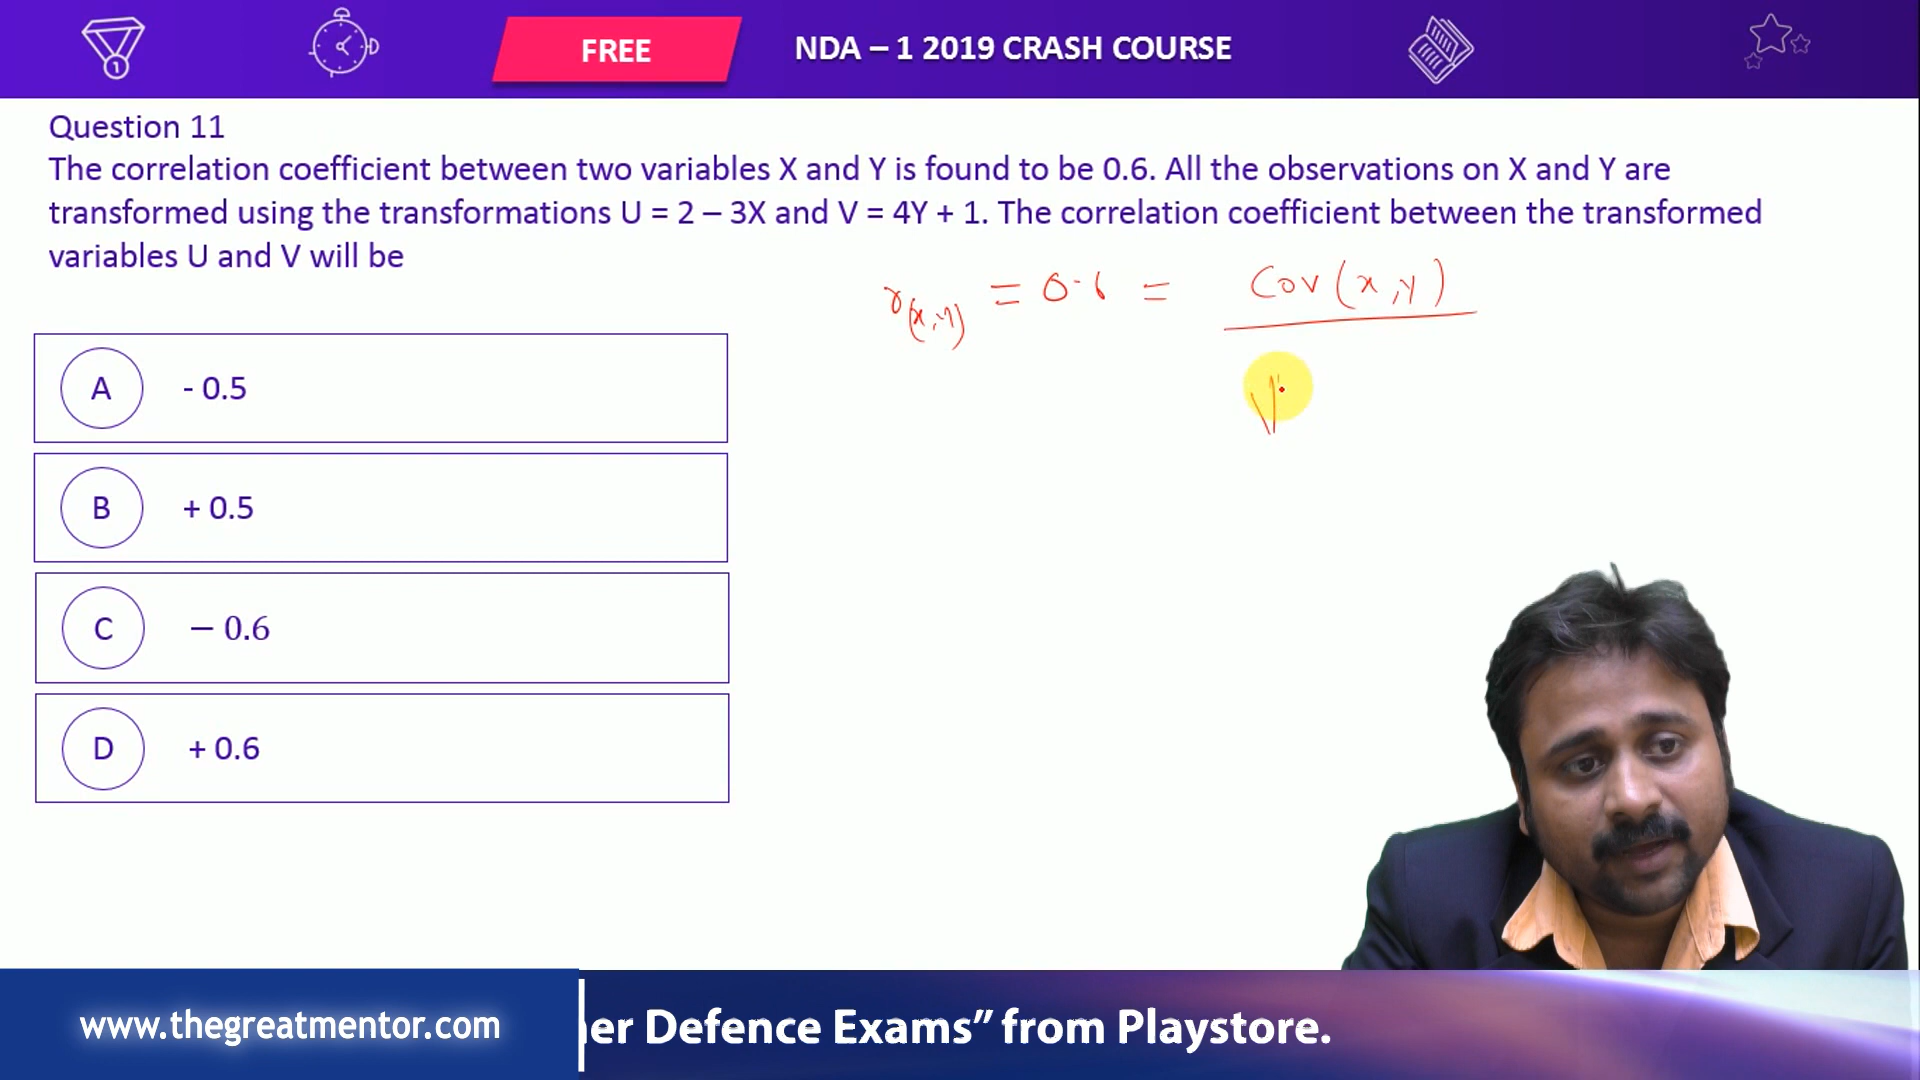 FREE
NDA – 1 2019 CRASH COURSE
Question 11
The correlation coefficient between two variables X and Y is found to be 0.6. All the observations on X and Y are
transformed using the transformations U = 2 – 3X and V = 4Y + 1. The correlation coefficient between the transformed
variables U and V will be
r(x,y) = 0.6 = Cov(x,y)
A - 0.5
B + 0.5
C − 0.6
D + 0.6
www.thegreatmentor.com
er Defence Exams” from Playstore.